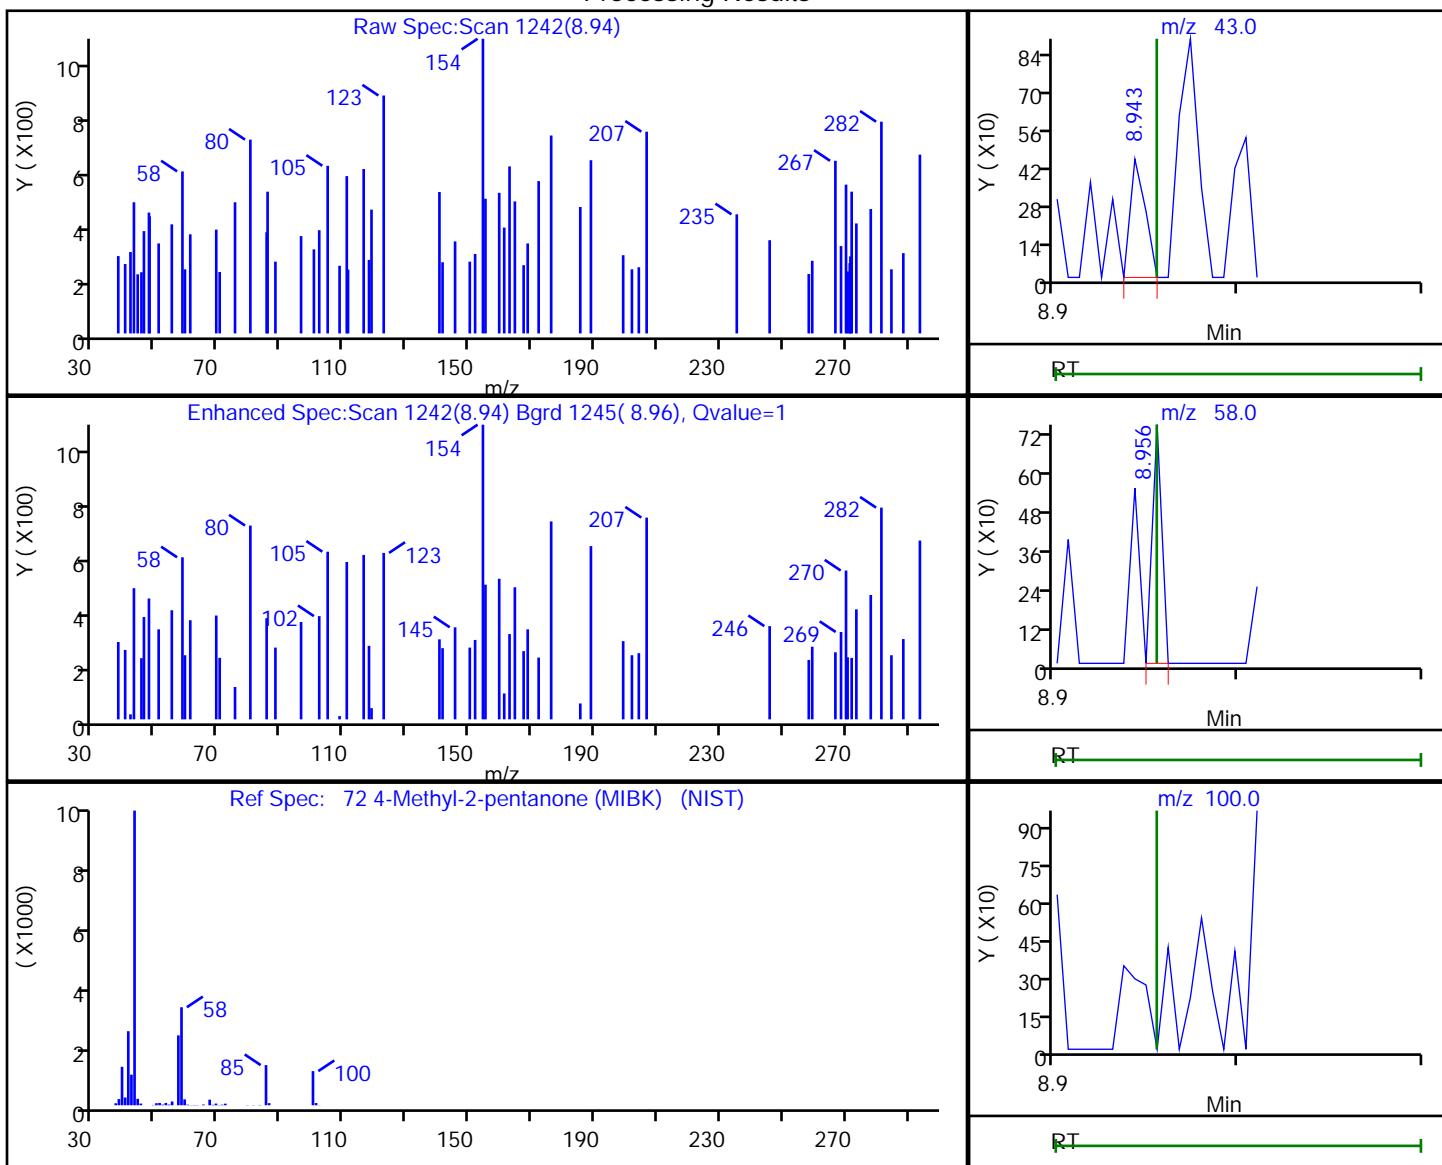 Processing Results
Raw Spec:Scan 1242(8.94)
Y ( X100)
10
8
6
4
2
0
58
80
105
123
154
207
235
267
282
30 70 110 150 190 230 270
m/z
m/z 43.0
Y ( X10)
84
70
56
42
28
14
0
8.943
8.9
Min
RT
Enhanced Spec:Scan 1242(8.94) Bgrd 1245( 8.96), Qvalue=1
Y ( X100)
10
8
6
4
2
0
58
80
102
105
123
145
154
207
246
269
270
282
30 70 110 150 190 230 270
m/z
m/z 58.0
Y ( X10)
72
60
48
36
24
12
0
8.956
8.9
Min
RT
Ref Spec: 72 4-Methyl-2-pentanone (MIBK) (NIST)
( X1000)
10
8
6
4
2
0
58
85
100
30 70 110 150 190 230 270
m/z 100.0
Y ( X10)
90
75
60
45
30
15
0
8.9
Min
RT